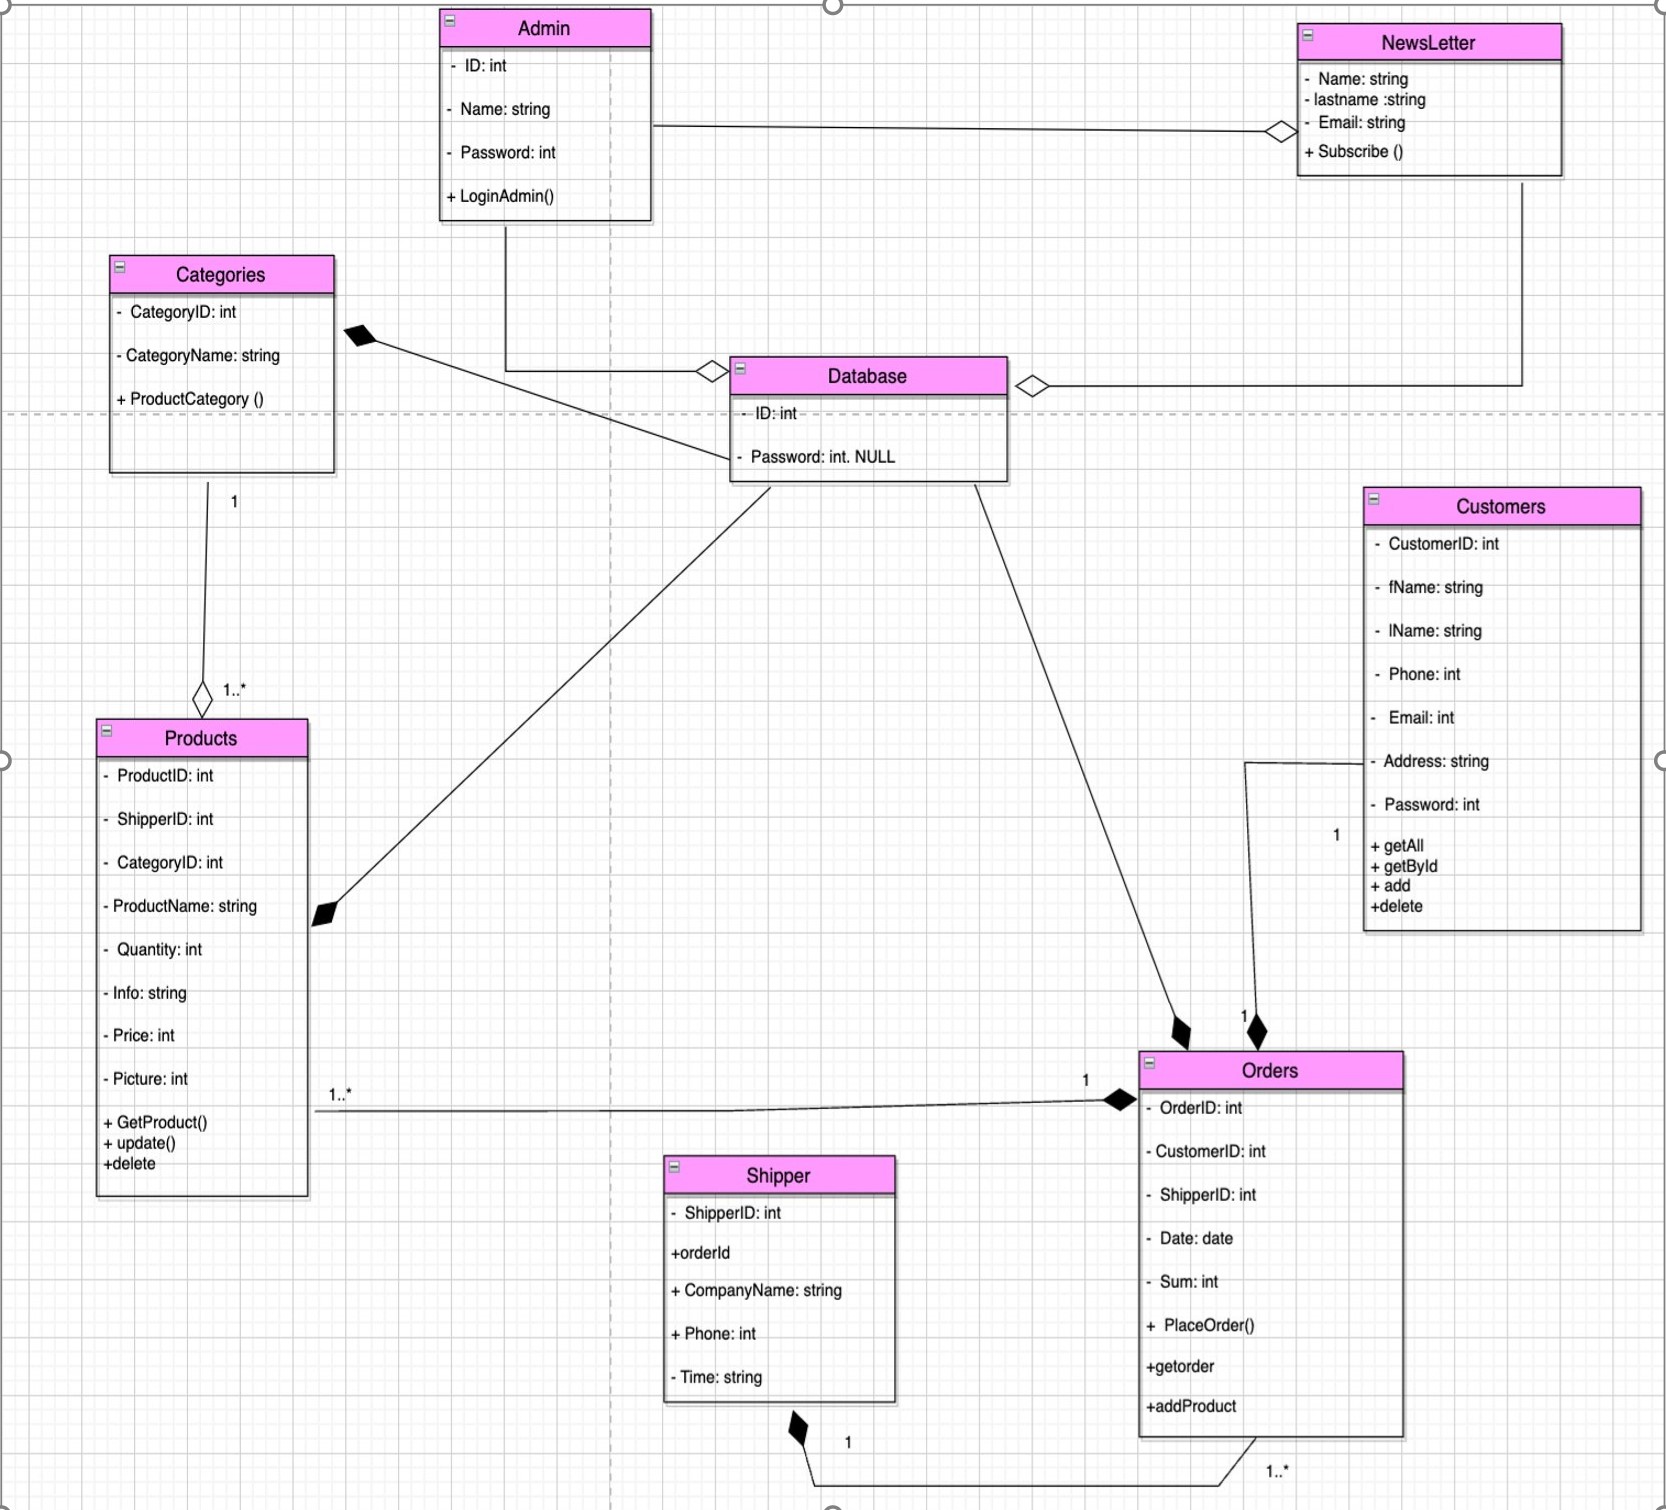 Admin
- ID: int
- Name: string
- Password: int
+ LoginAdmin()
NewsLetter
- Name: string
- lastname :string
- Email: string
+ Subscribe ()
Categories
- CategoryID: int
- CategoryName: string
+ ProductCategory ()
1
1..*
Database
- ID: int
- Password: int. NULL
Customers
- CustomerID: int
- fName: string
- lName: string
- Phone: int
- Email: int
- Address: string
- Password: int
+ getAll
+ getById
+ add
+delete
1
1
Products
- ProductID: int
- ShipperID: int
- CategoryID: int
- ProductName: string
- Quantity: int
- Info: string
- Price: int
- Picture: int
+ GetProduct()
+ update()
+delete
1..*
1
Shipper
- ShipperID: int
+orderId
+ CompanyName: string
+ Phone: int
- Time: string
1
Orders
- OrderID: int
- CustomerID: int
- ShipperID: int
- Date: date
- Sum: int
+ PlaceOrder()
+getorder
+addProduct
1..*